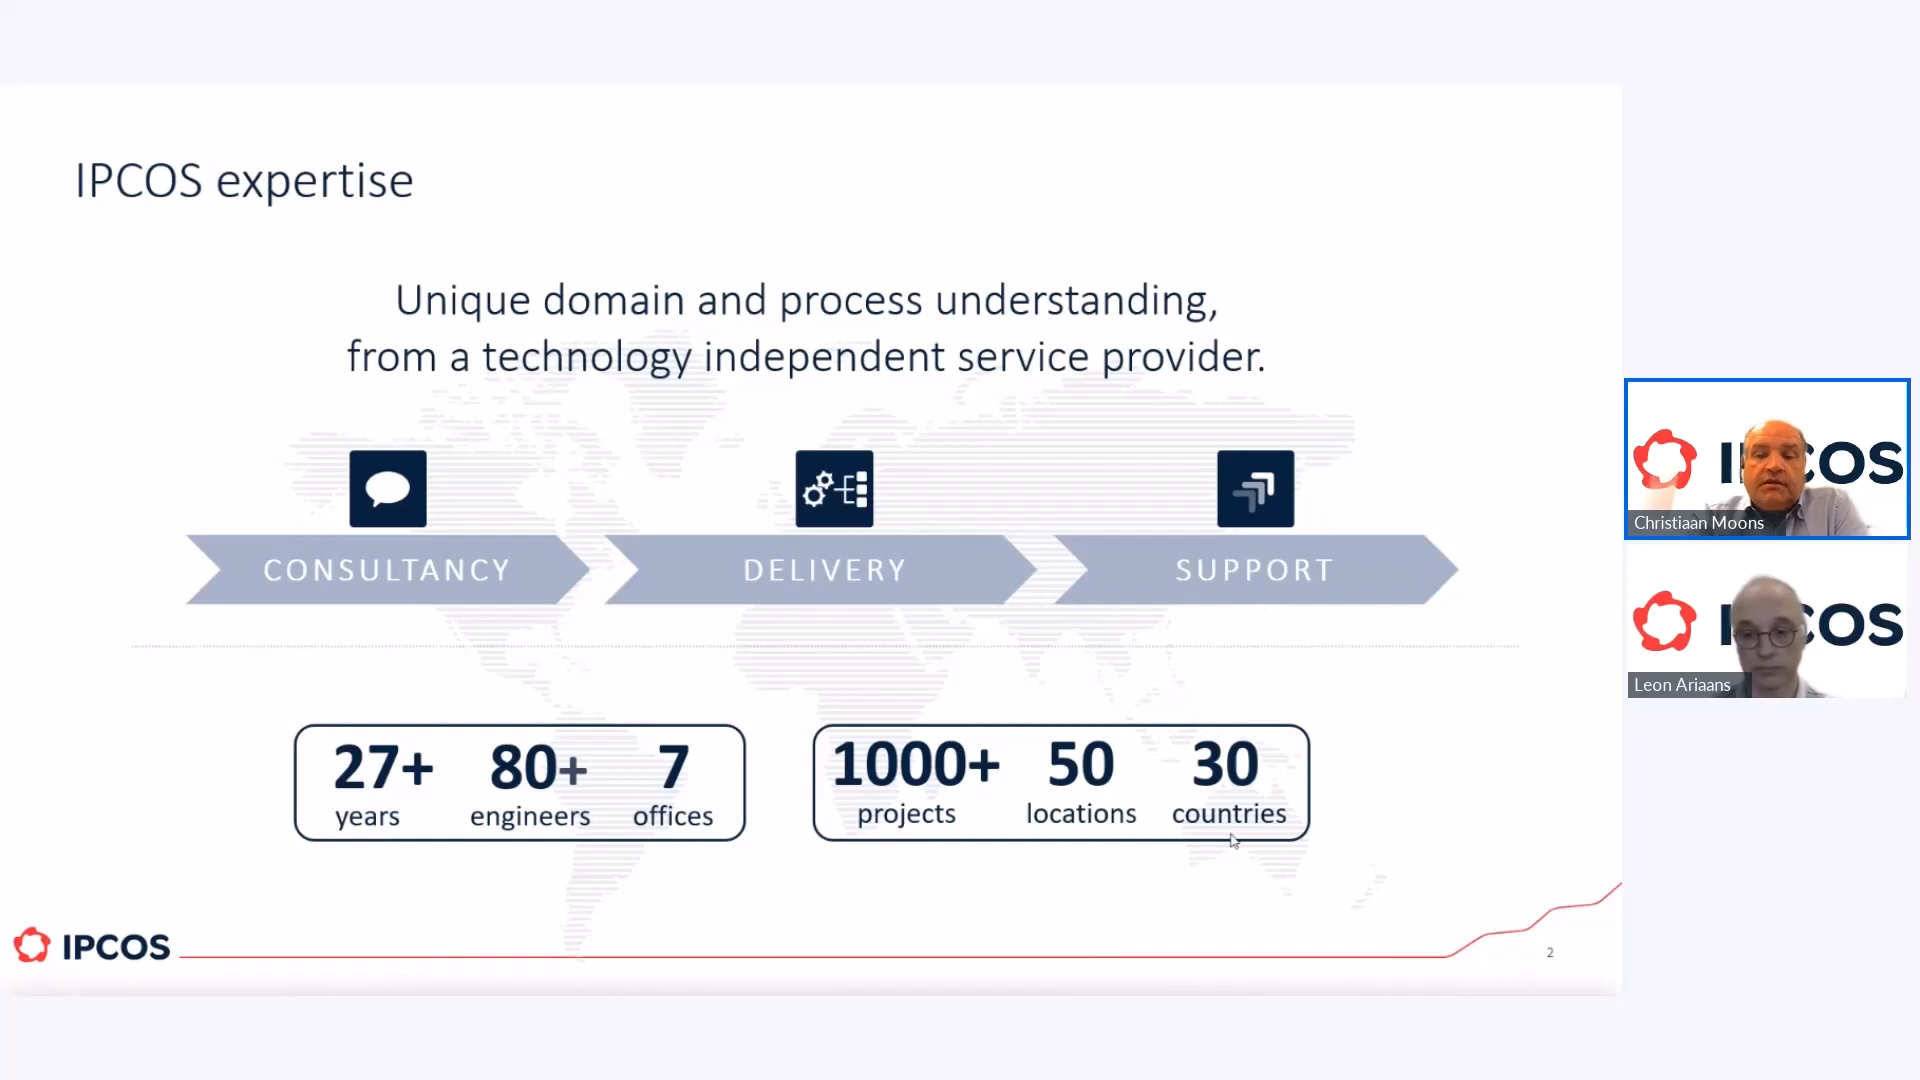 IPCOS expertise
Unique domain and process understanding,
from a technology independent service provider.
CONSULTANCY
DELIVERY
SUPPORT
27+
years
80+
engineers
7
offices
1000+
projects
50
locations
30
countries
IPCOS
2
Christiaan Moons
Leon Ariaans